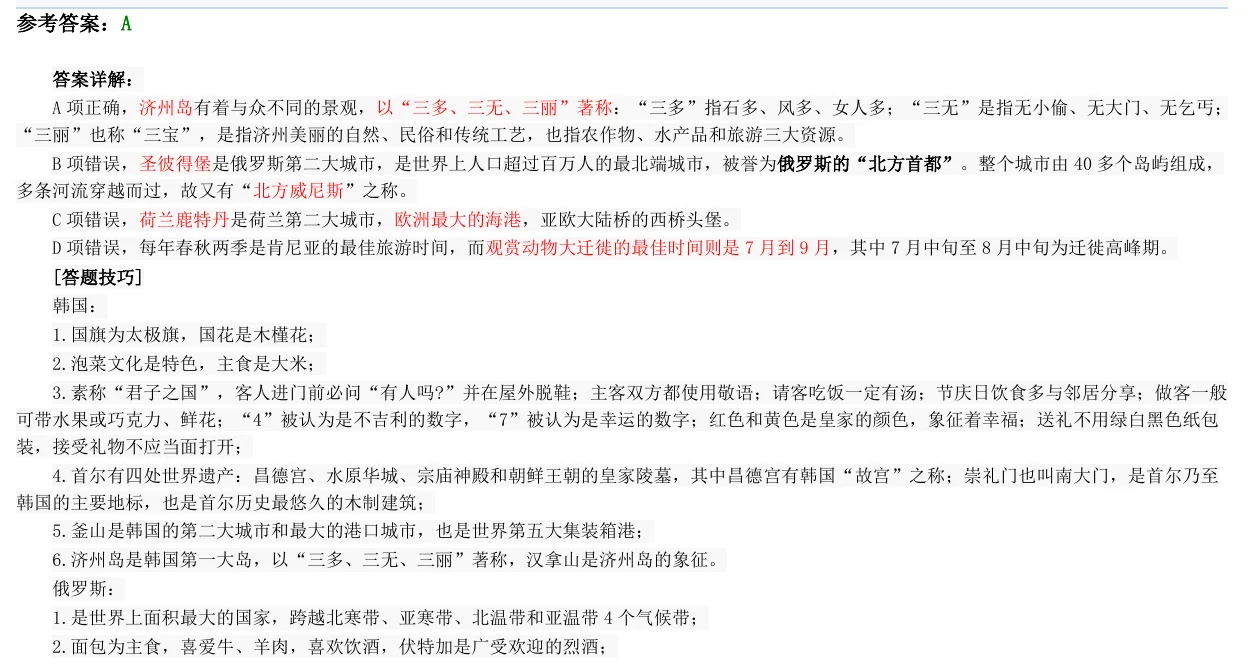 参考答案：A
答案详解：
A 项正确，济州岛有着与众不同的景观，以“三多、三无、三丽”著称：“三多”指石多、风多、女人多；“三无”是指无小偷、无大门、无乞丐；
“三丽”也称“三宝”，是指济州美丽的自然、民俗和传统工艺，也指农作物、水产品和旅游三大资源。
B 项错误，圣彼得堡是俄罗斯第二大城市，是世界上人口超过百万人的最北端城市，被誉为俄罗斯的“北方首都”。整个城市由 40 多个岛屿组成，
多条河流穿越而过，故又有“北方威尼斯”之称。
C 项错误，荷兰鹿特丹是荷兰第二大城市，欧洲最大的海港，亚欧大陆桥的西桥头堡。
D 项错误，每年春秋两季是肯尼亚的最佳旅游时间，而观赏动物大迁徙的最佳时间则是 7 月到 9 月，其中 7 月中旬至 8 月中旬为迁徙高峰期。
[答题技巧]
韩国：
1.国旗为太极旗，国花是木槿花；
2.泡菜文化是特色，主食是大米；
3.素称“君子之国”，客人进门前必问“有人吗?”并在屋外脱鞋；主客双方都使用敬语；请客吃饭一定有汤；节庆日饮食多与邻居分享；做客一般
可带水果或巧克力、鲜花；“4”被认为是不吉利的数字，“7”被认为是幸运的数字；红色和黄色是皇家的颜色，象征着幸福；送礼不用绿白黑色纸包
装，接受礼物不应当面打开；
4.首尔有四处世界遗产：昌德宫、水原华城、宗庙神殿和朝鲜王朝的皇家陵墓，其中昌德宫有韩国“故宫”之称；崇礼门也叫南大门，是首尔乃至
韩国的主要地标，也是首尔历史最悠久的木制建筑；
5.釜山是韩国的第二大城市和最大的港口城市，也是世界第五大集装箱港；
6.济州岛是韩国第一大岛，以“三多、三无、三丽”著称，汉拿山是济州岛的象征。
俄罗斯：
1.是世界上面积最大的国家，跨越北寒带、亚寒带、北温带和亚温带 4 个气候带；
2.面包为主食，喜爱牛、羊肉，喜欢饮酒，伏特加是广受欢迎的烈酒；